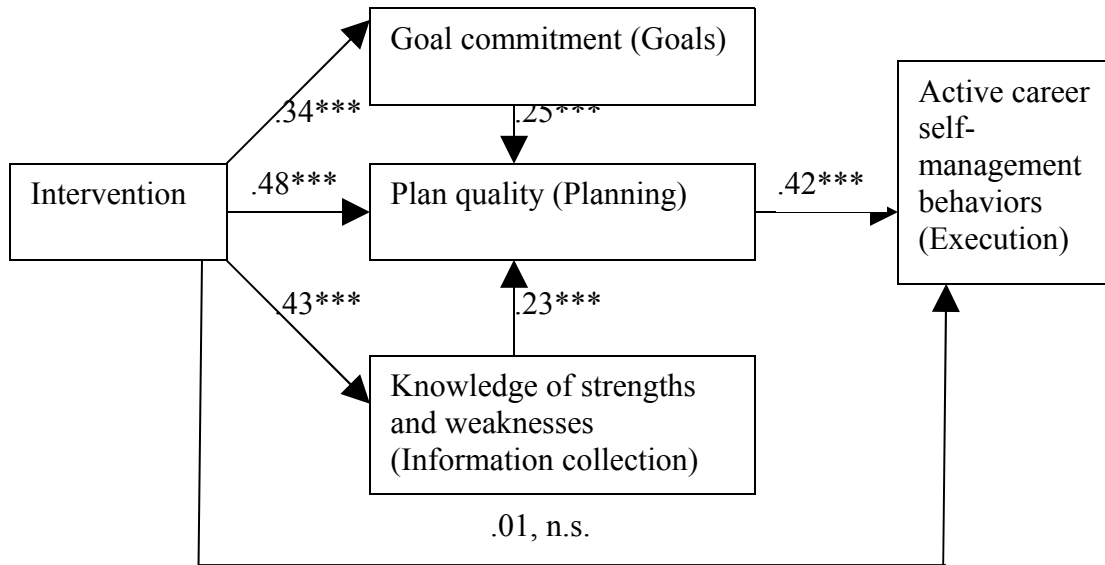 Goal commitment (Goals)
.34***
.25***
Active career
self-
management
behaviors
(Execution)
Intervention
.48***
Plan quality (Planning)
.42***
.43***
.23***
Knowledge of strengths
and weaknesses
(Information collection)
.01, n.s.